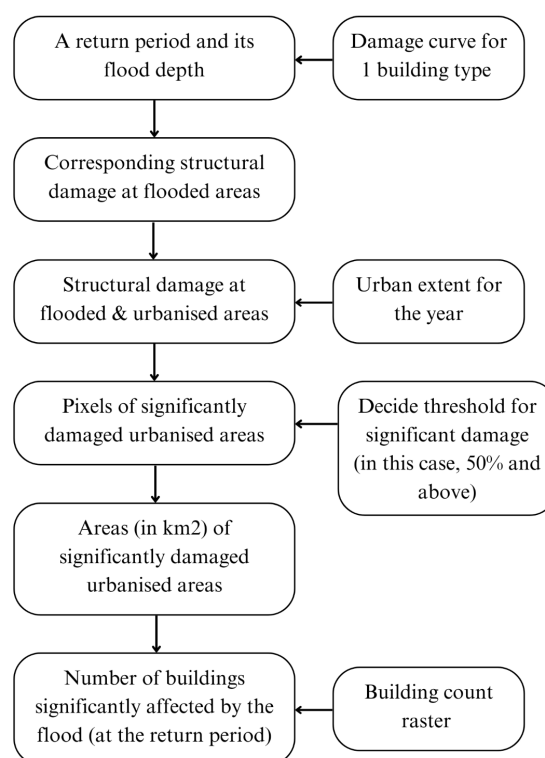 A return period and its
flood depth
Damage curve for
1 building type
Corresponding structural
damage at flooded areas
Structural damage at
flooded & urbanised areas
Urban extent for
the year
Pixels of significantly
damaged urbanised areas
Decide threshold for
significant damage
(in this case, 50% and
above)
Areas (in km2) of
significantly damaged
urbanised areas
Number of buildings
significantly affected by the
flood (at the return period)
Building count
raster